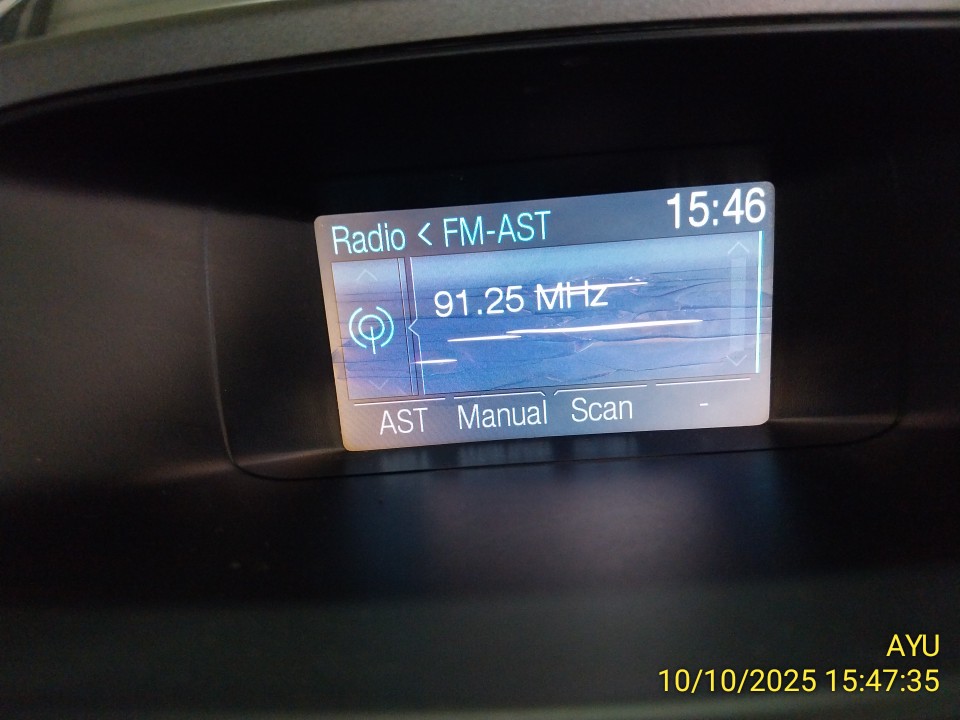 Radio < FM-AST 15:46
91.25 MHz
AST Manual Scan -
AYU
10/10/2025 15:47:35